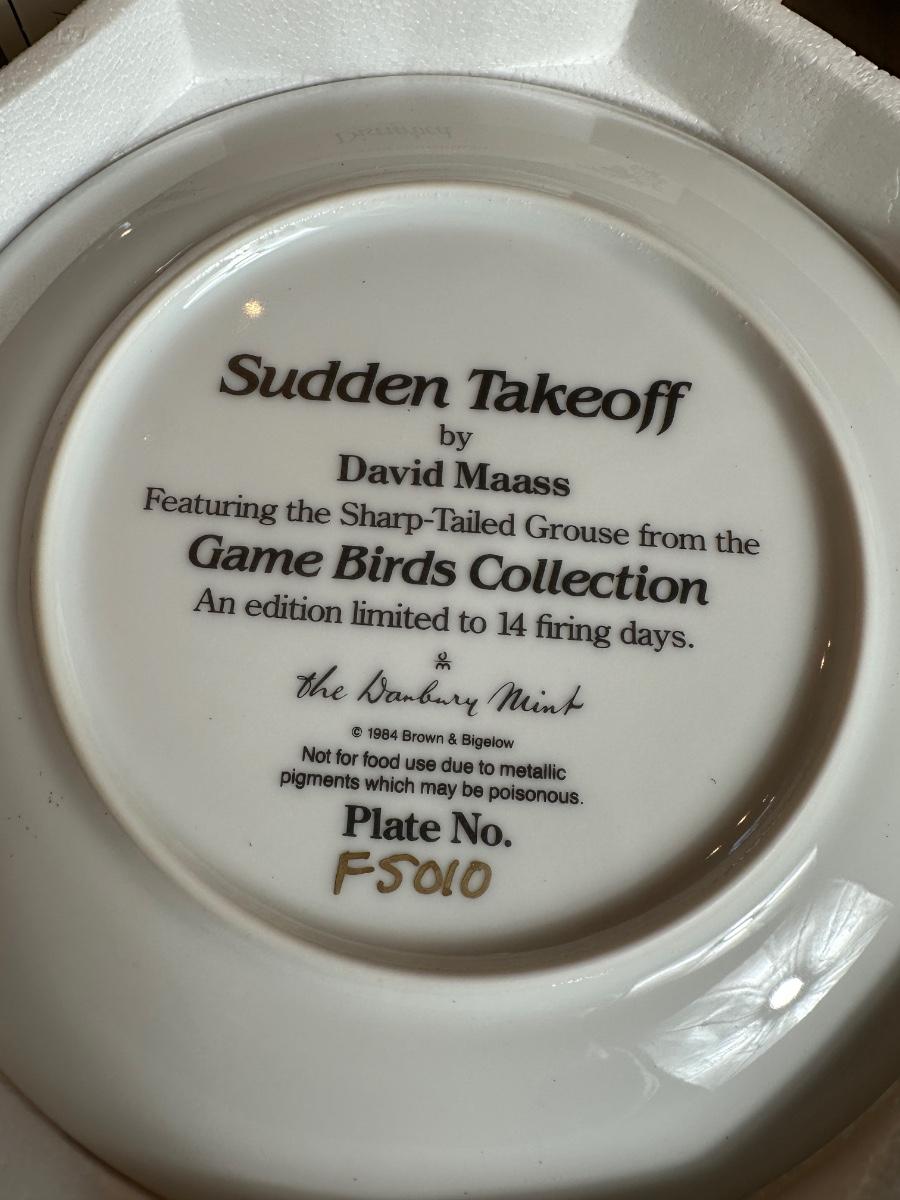 Sudden Takeoff
by
David Maass
Featuring the Sharp-Tailed Grouse from the
Game Birds Collection
An edition limited to 14 firing days.
the Danbury Mint
© 1984 Brown & Bigelow
Not for food use due to metallic
pigments which may be poisonous.
Plate No.
F5010